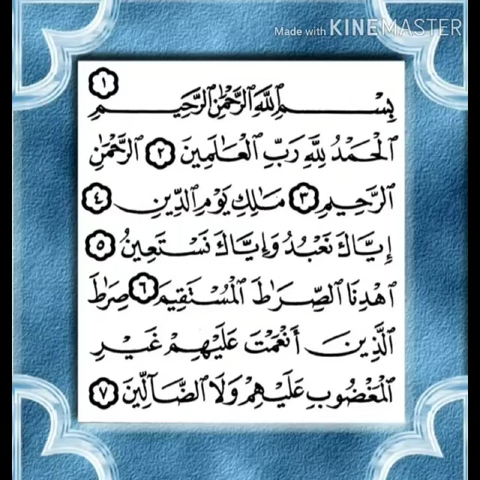 Made with KINEMASTER
بِسْمِ اللَّهِ الرَّحْمَٰنِ الرَّحِيمِ ١
الْحَمْدُ لِلَّهِ رَبِّ الْعَالَمِينَ ٢ الرَّحْمَٰنِ
الرَّحِيمِ ٣ مَالِكِ يَوْمِ الدِّينِ ٤
إِيَّاكَ نَعْبُدُ وَإِيَّاكَ نَسْتَعِينُ ٥
اهْدِنَا الصِّرَاطَ الْمُسْتَقِيمَ ٦ صِرَاطَ
الَّذِينَ أَنْعَمْتَ عَلَيْهِمْ غَيْرِ
الْمَغْضُوبِ عَلَيْهِمْ وَلَا الضَّالِّينَ ٧